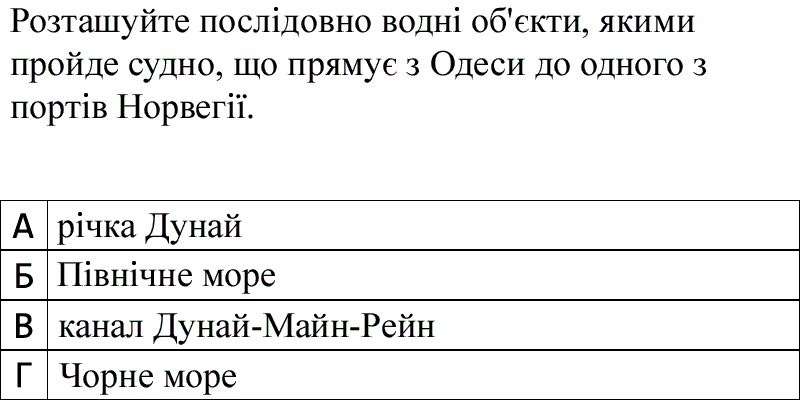 Розташуйте послідовно водні об'єкти, якими
пройде судно, що прямує з Одеси до одного з
портів Норвегії.
А річка Дунай
Б Північне море
В канал Дунай-Майн-Рейн
Г Чорне море